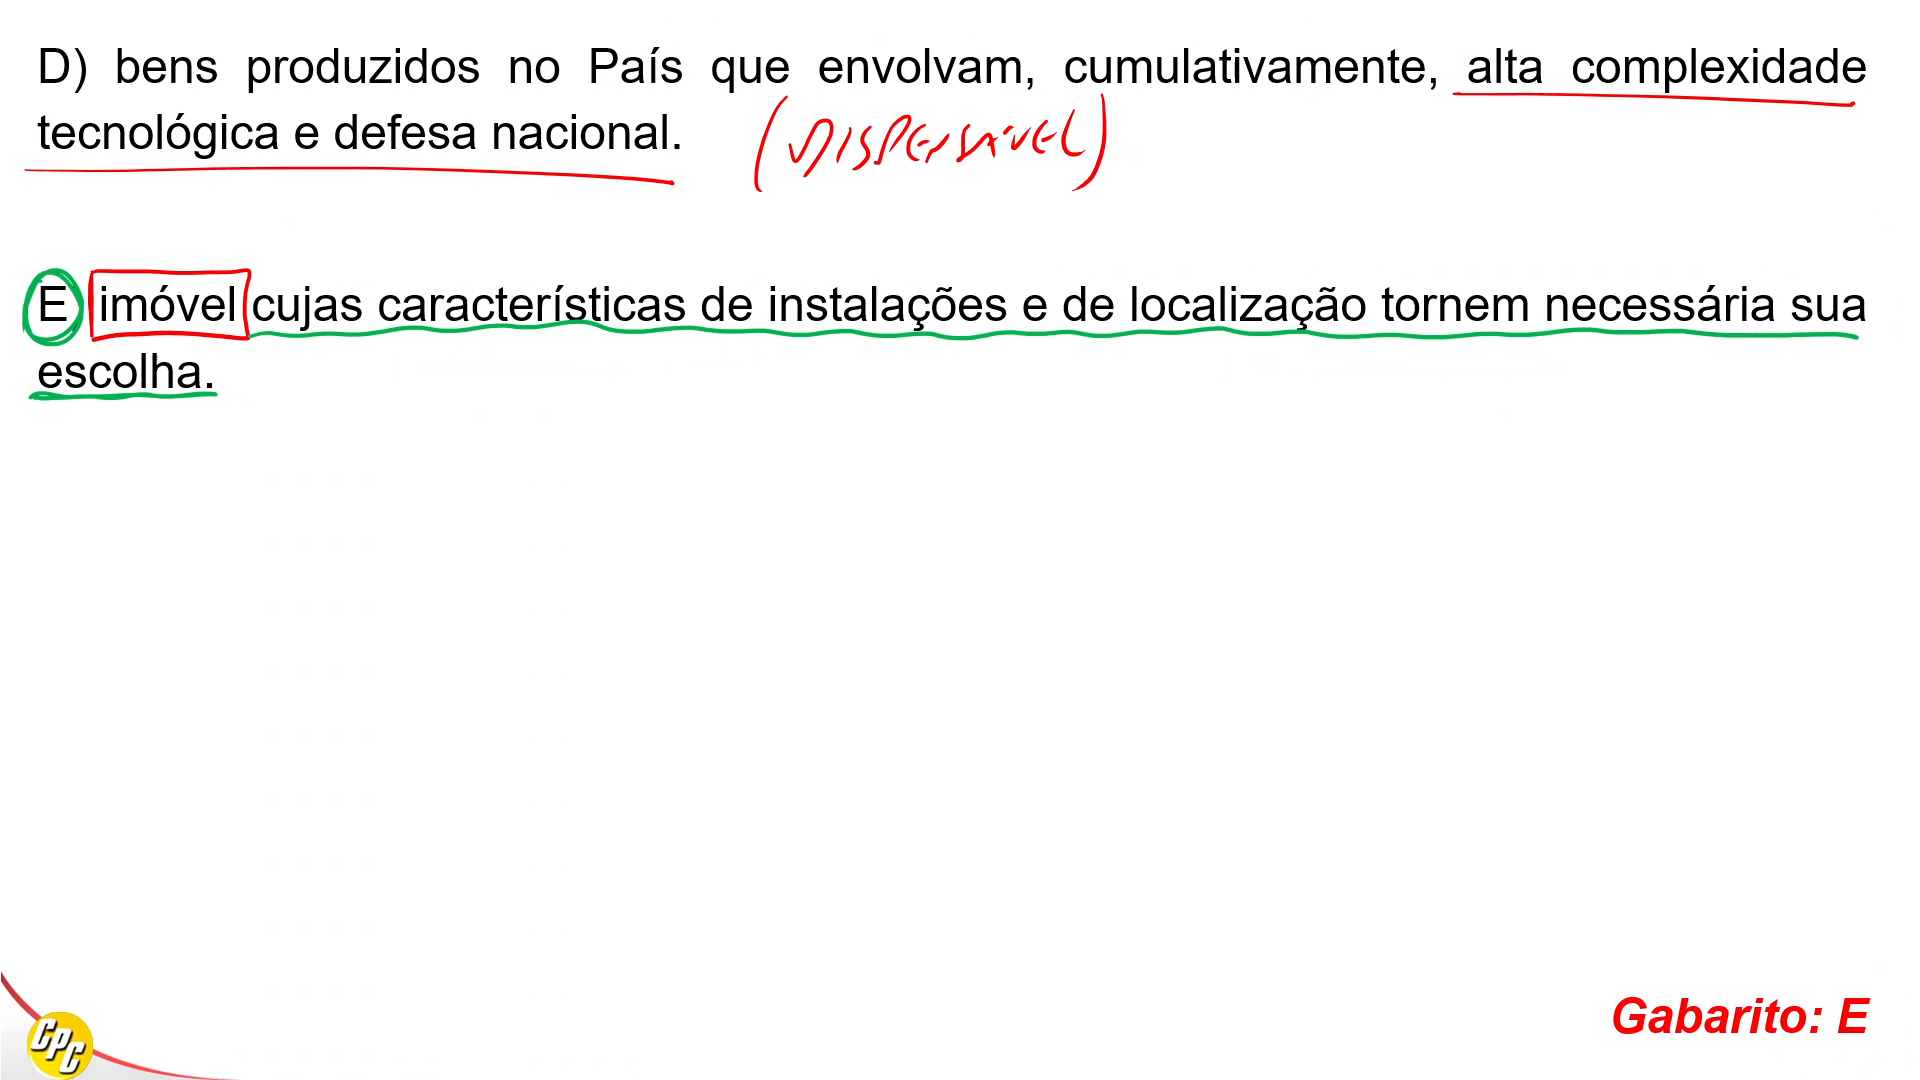 D) bens produzidos no País que envolvam, cumulativamente, alta complexidade
tecnológica e defesa nacional. (DISPENSÁVEL)
E) imóvel cujas características de instalações e de localização tornem necessária sua
escolha.
Gabarito: E
CPC